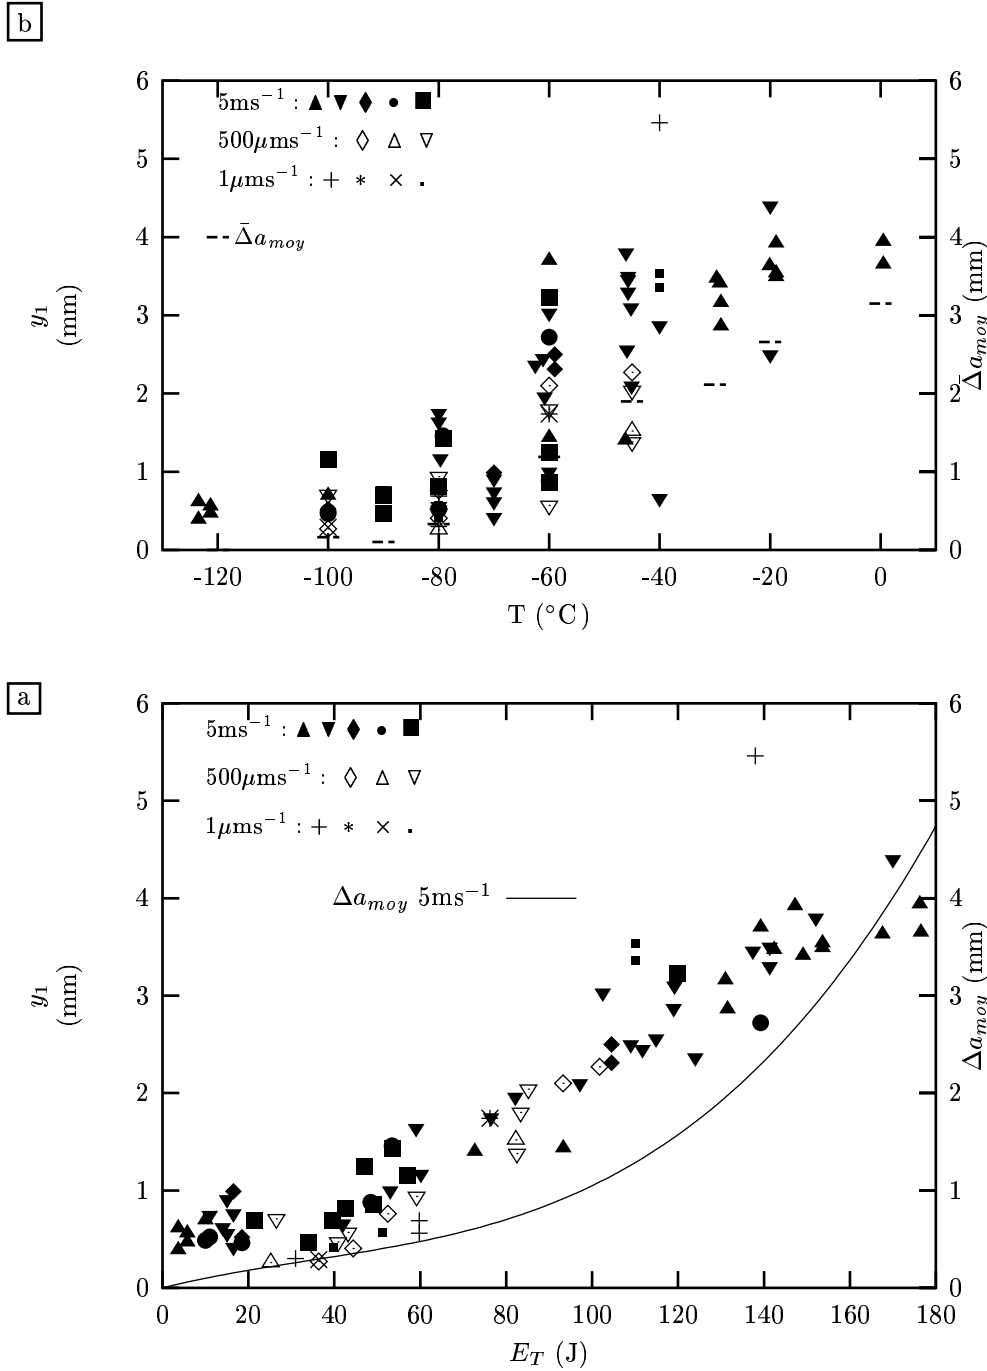 b
6 6
5ms⁻¹ :
500μms⁻¹ :
5 5
1μms⁻¹ :
Δ̄a_moy
4 4
y₁ (mm)
Δ̄a_moy (mm)
3 3
2 2
1 1
0 0
-120 -100 -80 -60 -40 -20 0
T (°C)
a
6 6
5ms⁻¹ :
500μms⁻¹ :
5 5
1μms⁻¹ :
Δa_moy 5ms⁻¹
4 4
y₁ (mm)
Δa_moy (mm)
3 3
2 2
1 1
0 0
0 20 40 60 80 100 120 140 160 180
E_T (J)